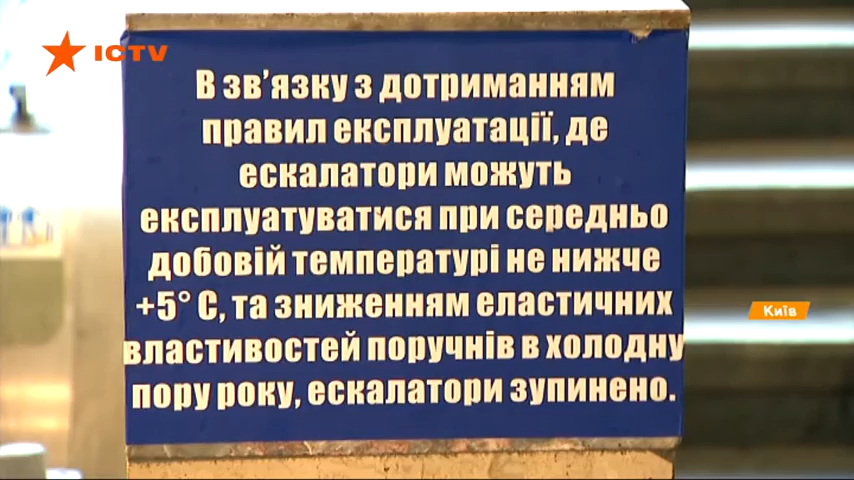 ICTV
В зв'язку з дотриманням
правил експлуатації, де
ескалатори можуть
експлуатуватися при середньо
добовій температурі не нижче
+5° С, та зниженням еластичних
властивостей поручнів в холодну
пору року, ескалатори зупинено.
Київ